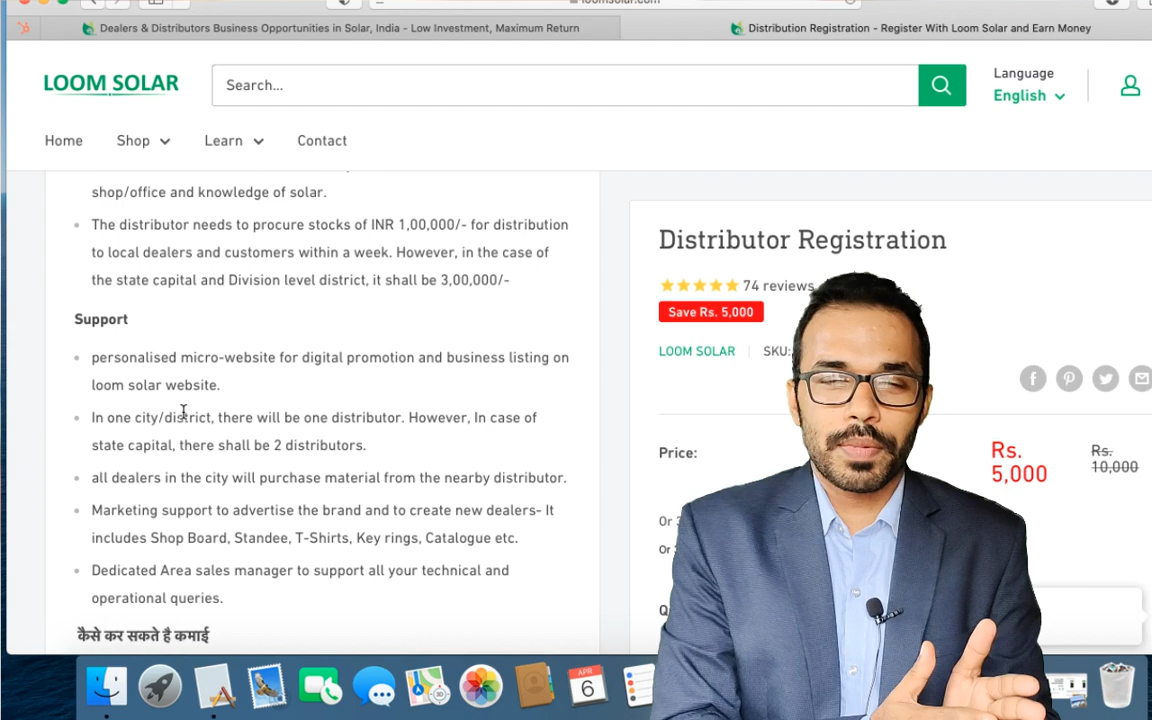 loomsolar.com
Dealers & Distributors Business Opportunities in Solar, India - Low Investment, Maximum Return
Distribution Registration - Register With Loom Solar and Earn Money
LOOM SOLAR
Search...
Language
English
Home
Shop
Learn
Contact
shop/office and knowledge of solar.
The distributor needs to procure stocks of INR 1,00,000/- for distribution
to local dealers and customers within a week. However, in the case of
the state capital and Division level district, it shall be 3,00,000/-
Support
personalised micro-website for digital promotion and business listing on
loom solar website.
In one city/district, there will be one distributor. However, In case of
state capital, there shall be 2 distributors.
all dealers in the city will purchase material from the nearby distributor.
Marketing support to advertise the brand and to create new dealers- It
includes Shop Board, Standee, T-Shirts, Key rings, Catalogue etc.
Dedicated Area sales manager to support all your technical and
operational queries.
कैसे कर सकते है कमाई
Distributor Registration
74 reviews
Save Rs. 5,000
LOOM SOLAR
SKU:
Price:
Rs.
5,000
Rs.
10,000
Or 3
Or
APR
6